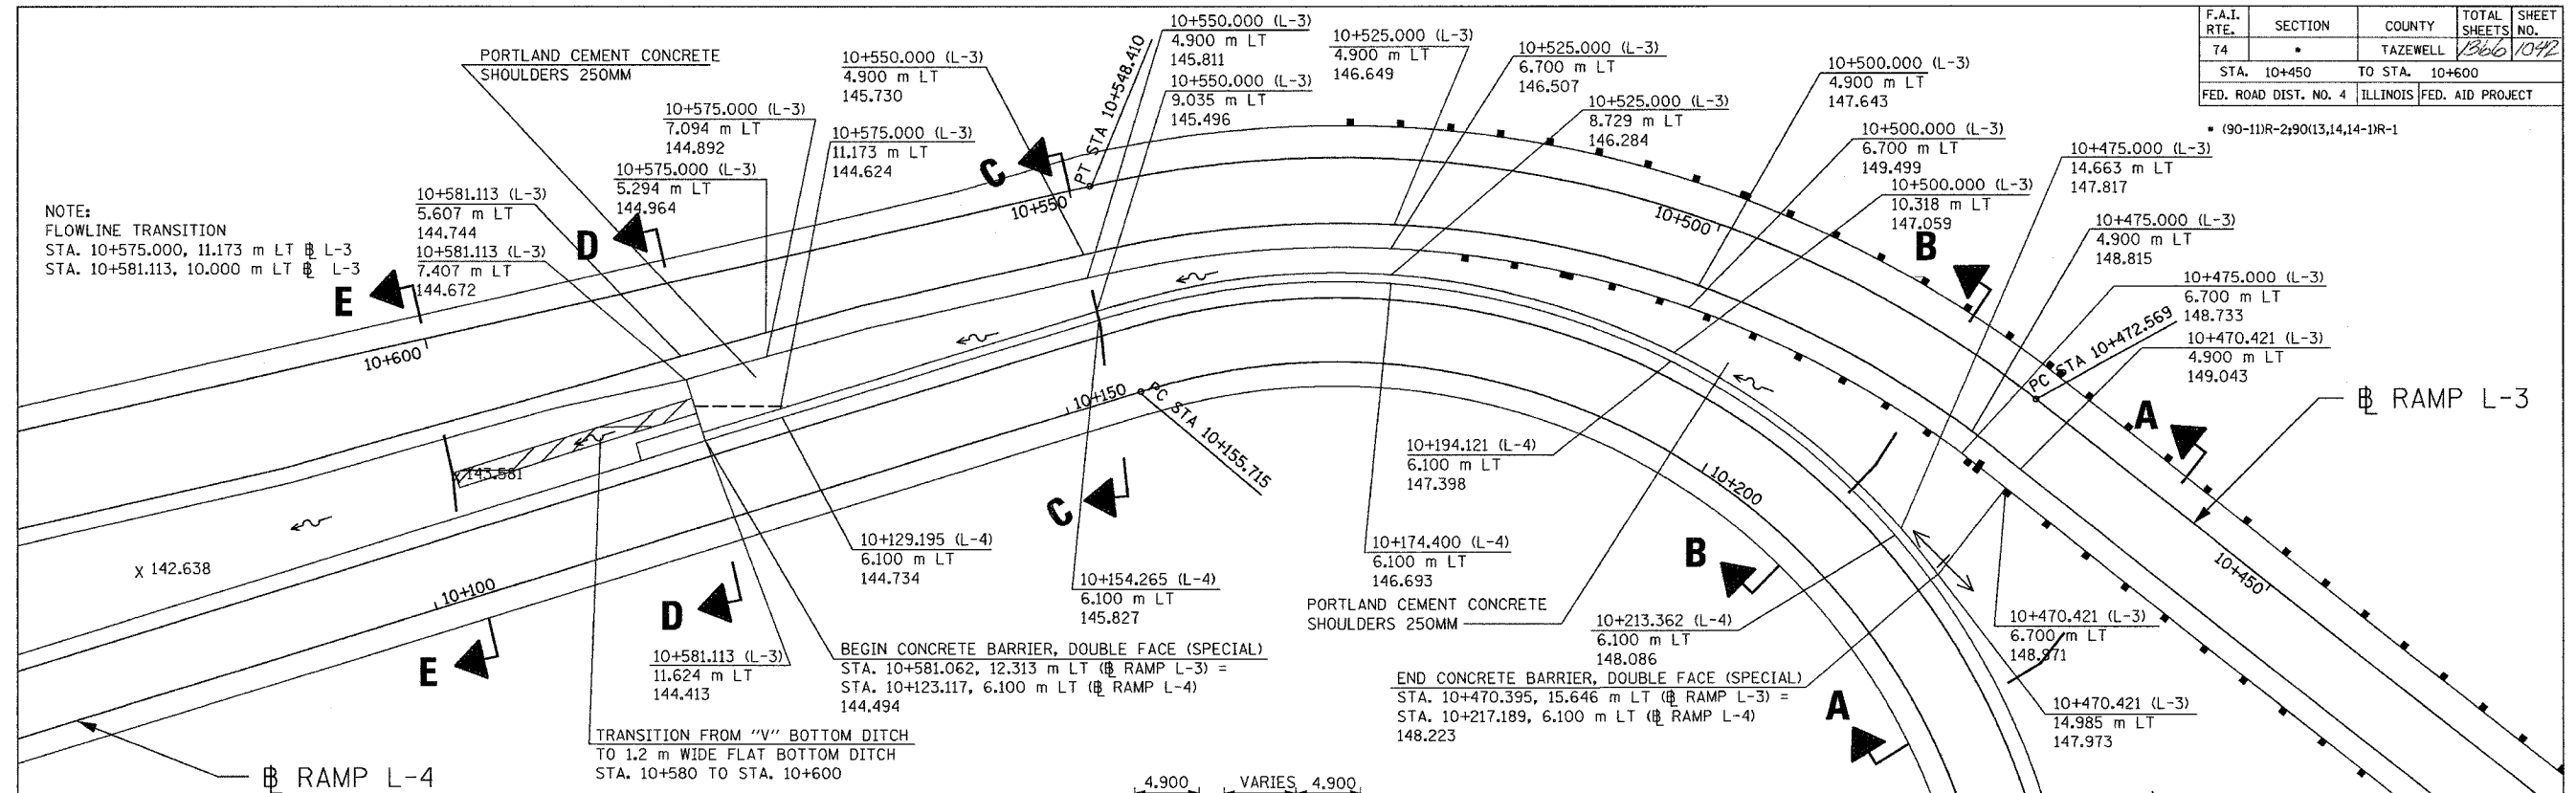 F.A.I. RTE.
SECTION
COUNTY
TOTAL SHEETS
SHEET NO.
74
•
TAZEWELL
1366
1042
STA. 10+450 TO STA. 10+600
FED. ROAD DIST. NO. 4
ILLINOIS
FED. AID PROJECT
• (90-11)R-2;90(13,14,14-1)R-1
PORTLAND CEMENT CONCRETE
SHOULDERS 250MM
10+550.000 (L-3)
4.900 m LT
145.730
10+550.000 (L-3)
4.900 m LT
145.811
10+550.000 (L-3)
9.035 m LT
145.496
10+525.000 (L-3)
4.900 m LT
146.649
10+525.000 (L-3)
6.700 m LT
146.507
10+525.000 (L-3)
8.729 m LT
146.284
10+500.000 (L-3)
4.900 m LT
147.643
10+500.000 (L-3)
6.700 m LT
149.499
10+500.000 (L-3)
10.318 m LT
147.059
10+475.000 (L-3)
14.663 m LT
147.817
10+475.000 (L-3)
4.900 m LT
148.815
10+475.000 (L-3)
6.700 m LT
148.733
10+470.421 (L-3)
4.900 m LT
149.043
10+575.000 (L-3)
7.094 m LT
144.892
10+575.000 (L-3)
11.173 m LT
144.624
10+575.000 (L-3)
5.294 m LT
144.964
10+581.113 (L-3)
5.607 m LT
144.744
10+581.113 (L-3)
7.407 m LT
144.672
NOTE:
FLOWLINE TRANSITION
STA. 10+575.000, 11.173 m LT ⅊ L-3
STA. 10+581.113, 10.000 m LT ⅊ L-3
E
D
C
B
A
PT STA 10+548.410
10+550
10+500
PC STA 10+472.569
10+600
10+150
PC STA 10+155.715
10+200
10+450
⅊ RAMP L-3
143.581
X 142.638
10+100
C
B
D
E
A
10+194.121 (L-4)
6.100 m LT
147.398
10+129.195 (L-4)
6.100 m LT
144.734
10+154.265 (L-4)
6.100 m LT
145.827
10+174.400 (L-4)
6.100 m LT
146.693
PORTLAND CEMENT CONCRETE
SHOULDERS 250MM
10+213.362 (L-4)
6.100 m LT
148.086
10+470.421 (L-3)
6.700 m LT
148.971
10+470.421 (L-3)
14.985 m LT
147.973
10+581.113 (L-3)
11.624 m LT
144.413
BEGIN CONCRETE BARRIER, DOUBLE FACE (SPECIAL)
STA. 10+581.062, 12.313 m LT (⅊ RAMP L-3) =
STA. 10+123.117, 6.100 m LT (⅊ RAMP L-4)
144.494
END CONCRETE BARRIER, DOUBLE FACE (SPECIAL)
STA. 10+470.395, 15.646 m LT (⅊ RAMP L-3) =
STA. 10+217.189, 6.100 m LT (⅊ RAMP L-4)
148.223
TRANSITION FROM "V" BOTTOM DITCH
TO 1.2 m WIDE FLAT BOTTOM DITCH
STA. 10+580 TO STA. 10+600
⅊ RAMP L-4
4.900 VARIES 4.900